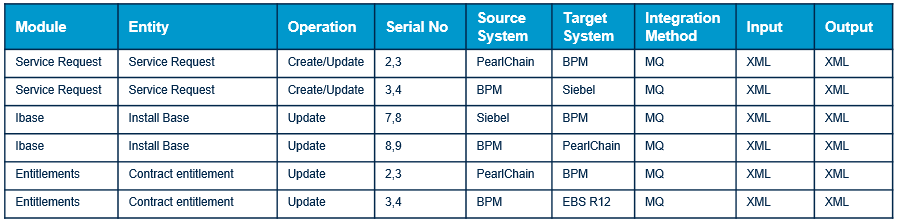 Module Entity Operation Serial No Source System Target System Integration Method Input Output
Service Request Service Request Create/Update 2,3 PearlChain BPM MQ XML XML
Service Request Service Request Create/Update 3,4 BPM Siebel MQ XML XML
Ibase Install Base Update 7,8 Siebel BPM MQ XML XML
Ibase Install Base Update 8,9 BPM PearlChain MQ XML XML
Entitlements Contract entitlement Update 2,3 PearlChain BPM MQ XML XML
Entitlements Contract entitlement Update 3,4 BPM EBS R12 MQ XML XML